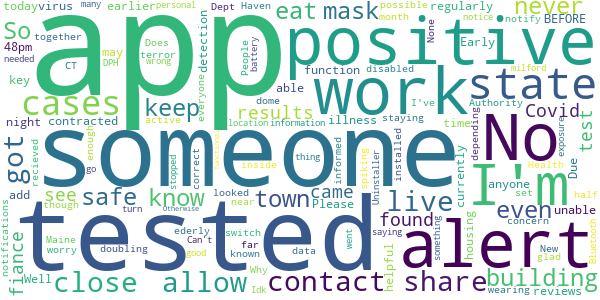 today virus many earlier personal Dept Haven possible
So 48pm app eat mask regularly
never month BEFORE
together CT DPH may Does terror wrong key
detection People battery Early None notice notify
positive
cases keep able everyone function disabled work state
night contracted active results I've Authority milford
illness staying time Covid
location information
got someone No test
recieved enough go stopped thing correct inside
spiking informed installed Uninstaller
currently depending exposure Health Due
add see safe know town came live I'm
though near looked Please anyone set half
found even unable
notifications fiance Maine worry doubling turn Otherwise
tested alert
Can't ederly switch far known good went saying something
housing concern New glad Bluetooth
Well close allow Why Idk data contact share
helpful wearing reviews building